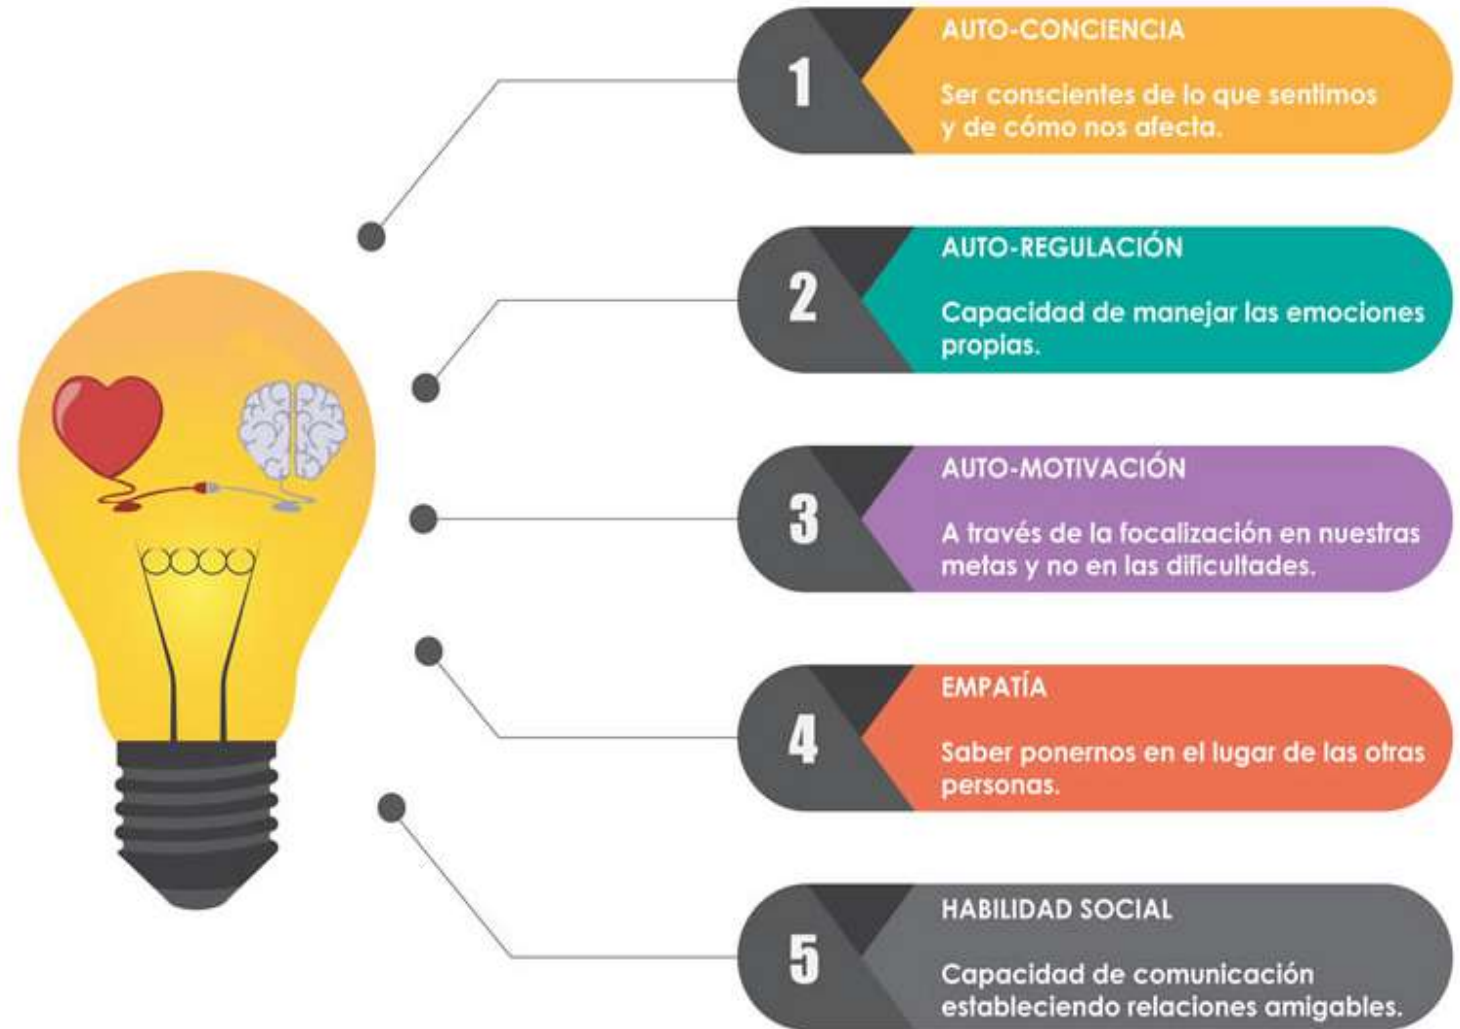 1
AUTO-CONCIENCIA
Ser conscientes de lo que sentimos
y de cómo nos afecta.
2
AUTO-REGULACIÓN
Capacidad de manejar las emociones
propias.
3
AUTO-MOTIVACIÓN
A través de la focalización en nuestras
metas y no en las dificultades.
4
EMPATÍA
Saber ponernos en el lugar de las otras
personas.
5
HABILIDAD SOCIAL
Capacidad de comunicación
estableciendo relaciones amigables.